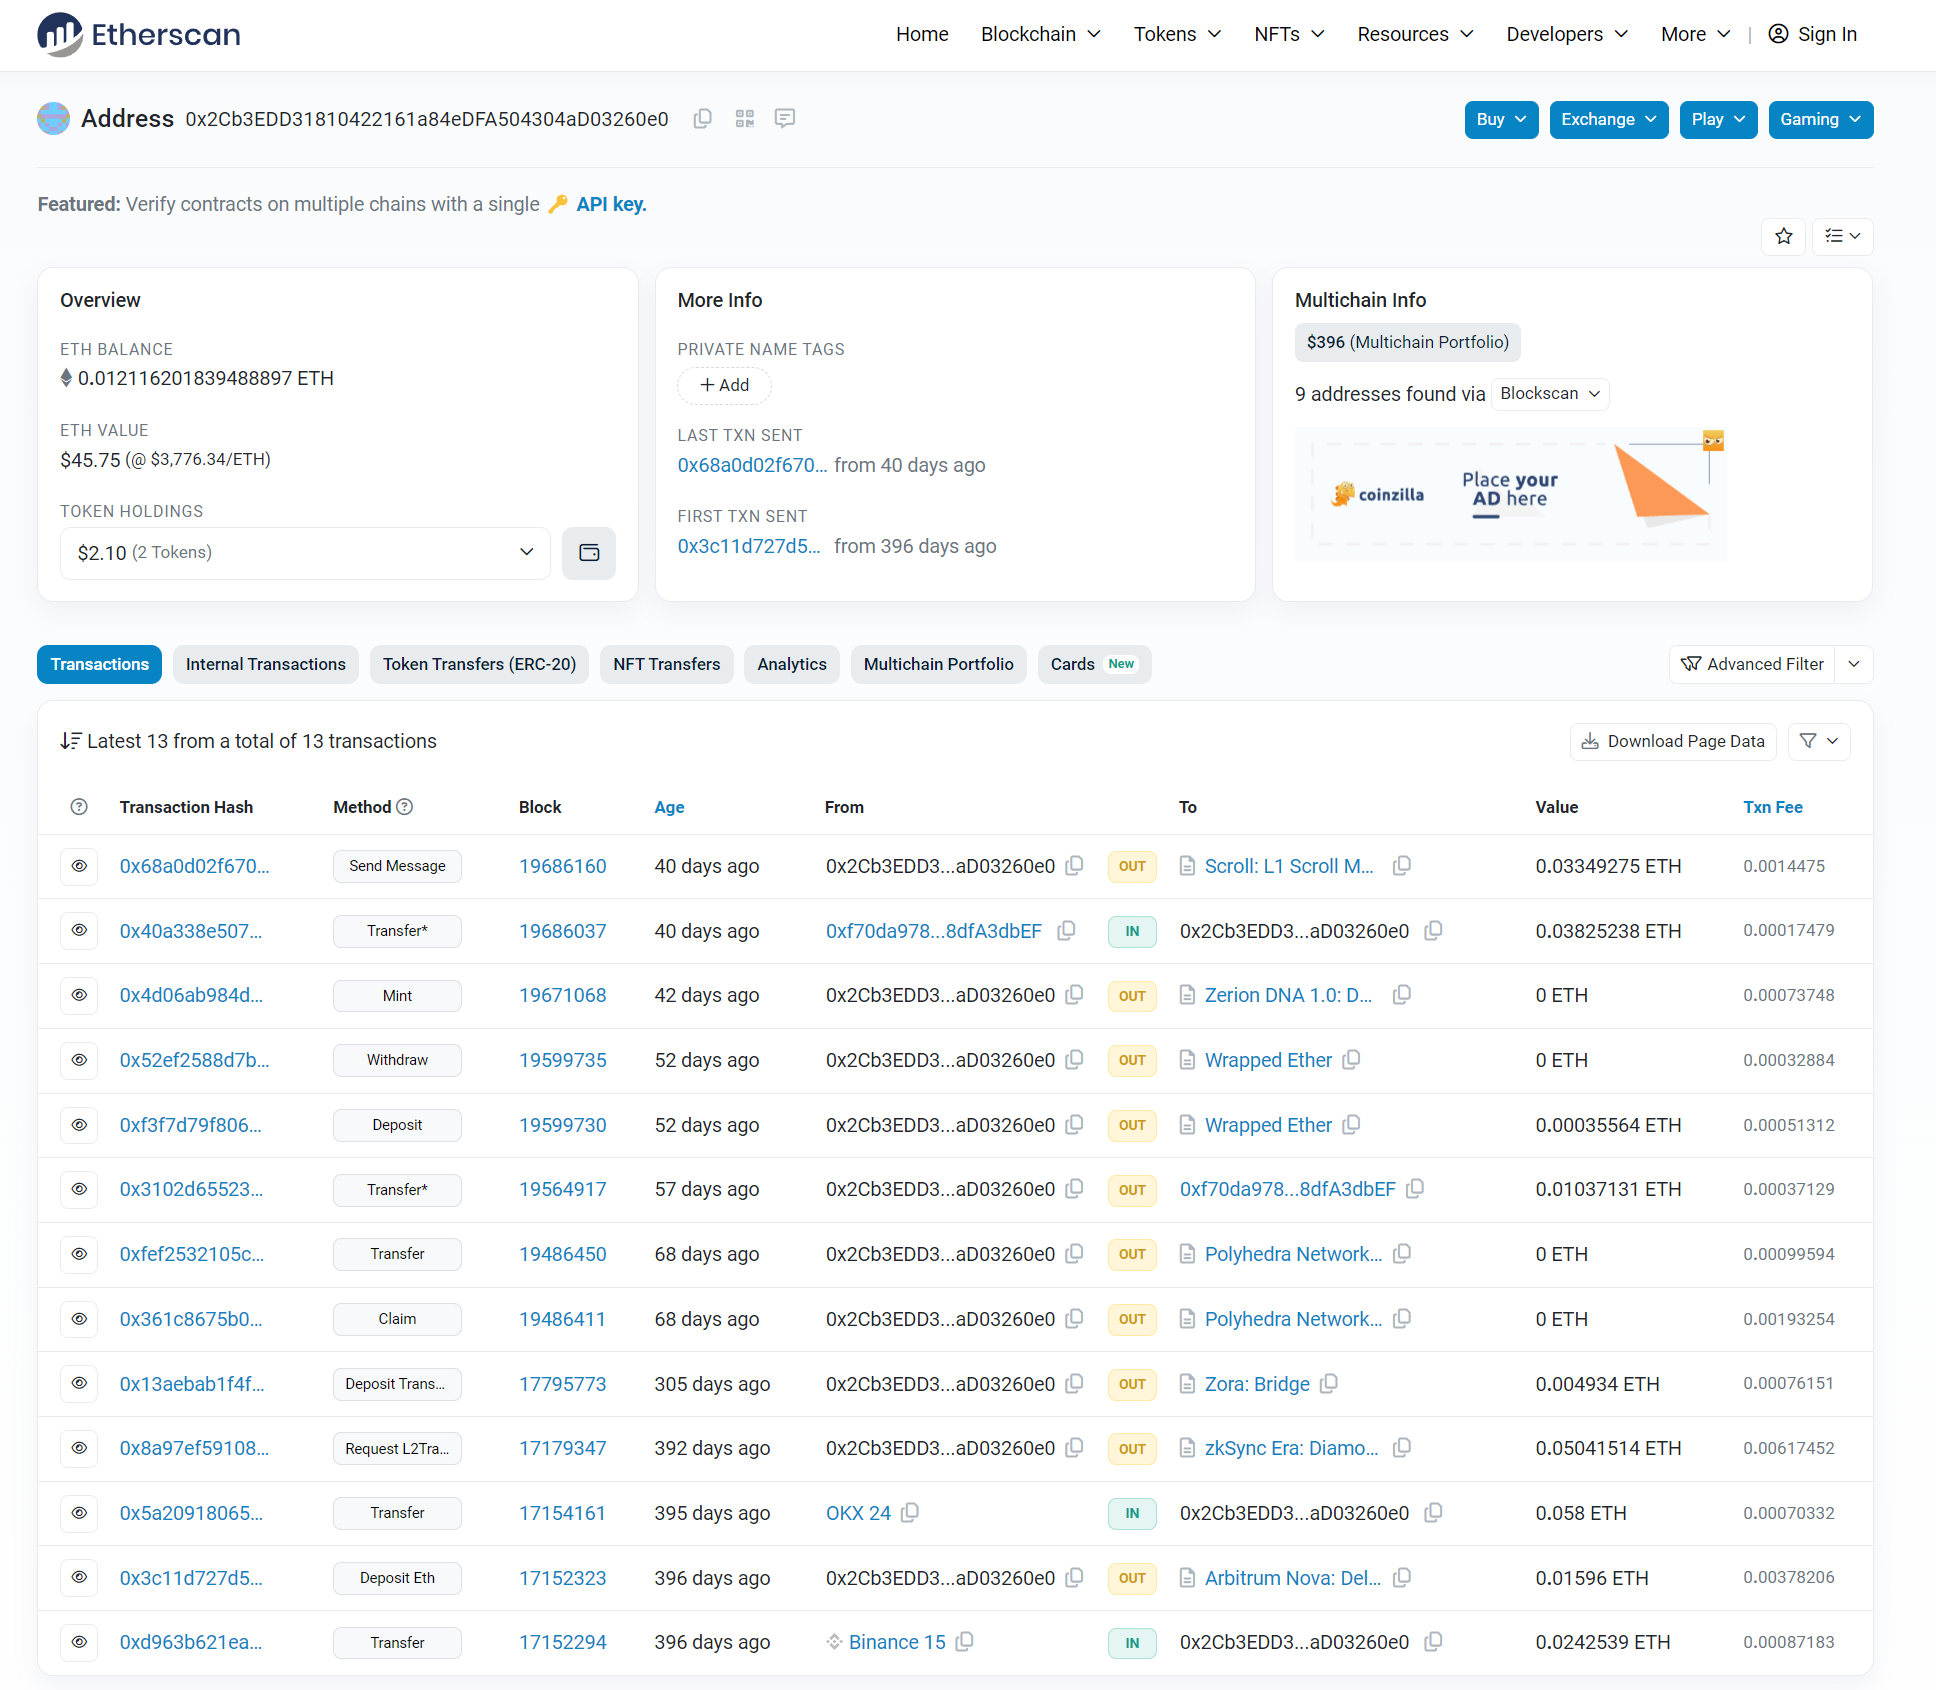 Etherscan
Home Blockchain Tokens NFTs Resources Developers More | Sign In
Address 0x2Cb3EDD31810422161a84eDFA504304aD03260e0
Buy Exchange Play Gaming
Featured: Verify contracts on multiple chains with a single API key.
Overview
ETH BALANCE
0.012116201839488897 ETH
ETH VALUE
$45.75 (@ $3,776.34/ETH)
TOKEN HOLDINGS
$2.10 (2 Tokens)
More Info
PRIVATE NAME TAGS
+ Add
LAST TXN SENT
0x68a0d02f670... from 40 days ago
FIRST TXN SENT
0x3c11d727d5... from 396 days ago
Multichain Info
$396 (Multichain Portfolio)
9 addresses found via Blockscan
coinzilla
Place your
AD here
Transactions Internal Transactions Token Transfers (ERC-20) NFT Transfers Analytics Multichain Portfolio Cards New
Advanced Filter
Latest 13 from a total of 13 transactions
Download Page Data
Transaction Hash Method Block Age From To Value Txn Fee
0x68a0d02f670... Send Message 19686160 40 days ago 0x2Cb3EDD3...aD03260e0 OUT Scroll: L1 Scroll M... 0.03349275 ETH 0.0014475
0x40a338e507... Transfer* 19686037 40 days ago 0xf70da978...8dfA3dbEF IN 0x2Cb3EDD3...aD03260e0 0.03825238 ETH 0.00017479
0x4d06ab984d... Mint 19671068 42 days ago 0x2Cb3EDD3...aD03260e0 OUT Zerion DNA 1.0: D... 0 ETH 0.00073748
0x52ef2588d7b... Withdraw 19599735 52 days ago 0x2Cb3EDD3...aD03260e0 OUT Wrapped Ether 0 ETH 0.00032884
0xf3f7d79f806... Deposit 19599730 52 days ago 0x2Cb3EDD3...aD03260e0 OUT Wrapped Ether 0.00035564 ETH 0.00051312
0x3102d65523... Transfer* 19564917 57 days ago 0x2Cb3EDD3...aD03260e0 OUT 0xf70da978...8dfA3dbEF 0.01037131 ETH 0.00037129
0xfef2532105c... Transfer 19486450 68 days ago 0x2Cb3EDD3...aD03260e0 OUT Polyhedra Network... 0 ETH 0.00099594
0x361c8675b0... Claim 19486411 68 days ago 0x2Cb3EDD3...aD03260e0 OUT Polyhedra Network... 0 ETH 0.00193254
0x13aebab1f4f... Deposit Trans... 17795773 305 days ago 0x2Cb3EDD3...aD03260e0 OUT Zora: Bridge 0.004934 ETH 0.00076151
0x8a97ef59108... Request L2Tra... 17179347 392 days ago 0x2Cb3EDD3...aD03260e0 OUT zkSync Era: Diamo... 0.05041514 ETH 0.00617452
0x5a20918065... Transfer 17154161 395 days ago OKX 24 IN 0x2Cb3EDD3...aD03260e0 0.058 ETH 0.00070332
0x3c11d727d5... Deposit Eth 17152323 396 days ago 0x2Cb3EDD3...aD03260e0 OUT Arbitrum Nova: Del... 0.01596 ETH 0.00378206
0xd963b621ea... Transfer 17152294 396 days ago Binance 15 IN 0x2Cb3EDD3...aD03260e0 0.0242539 ETH 0.00087183